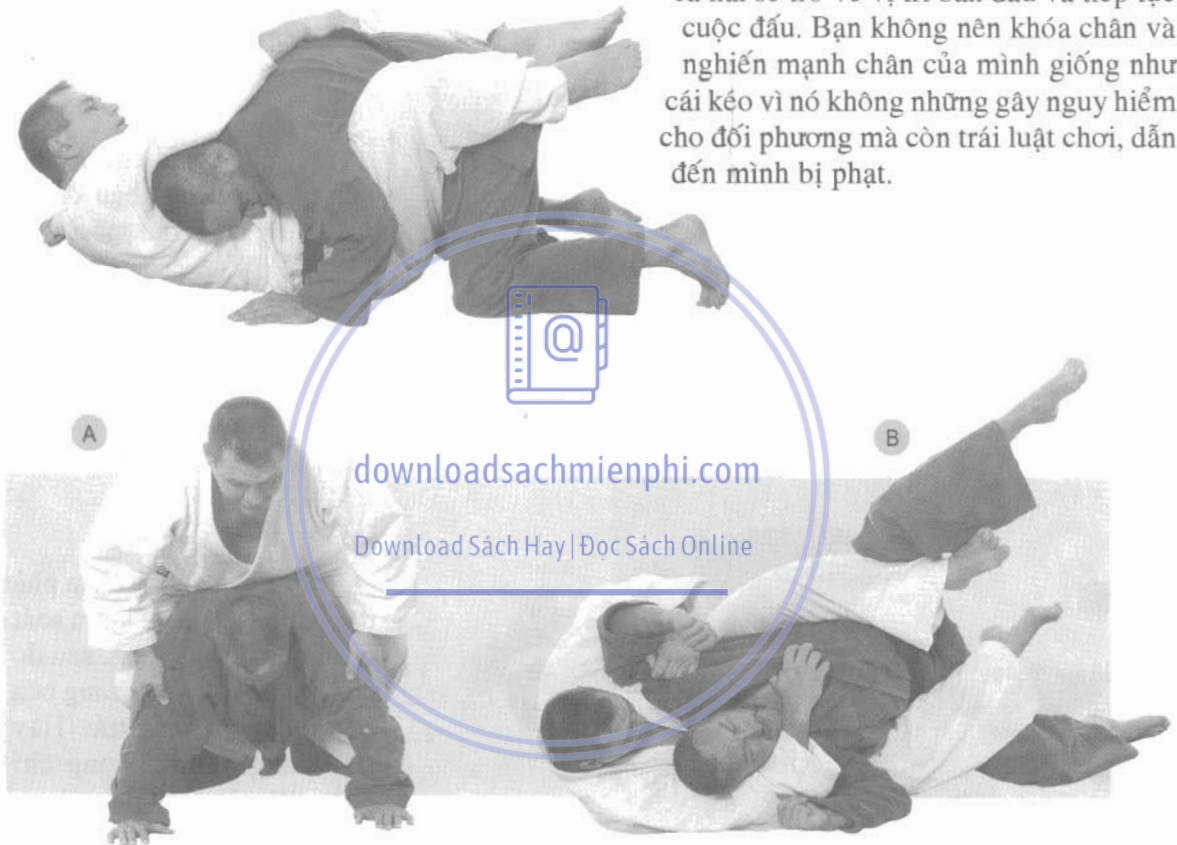 cuộc đấu. Bạn không nên khóa chân và
nghiến mạnh chân của mình giống như
cái kéo vì nó không những gây nguy hiểm
cho đối phương mà còn trái luật chơi, dẫn
đến mình bị phạt.
@
A
B
downloadsachmienphi.com
Download Sách Hay | Đọc Sách Online